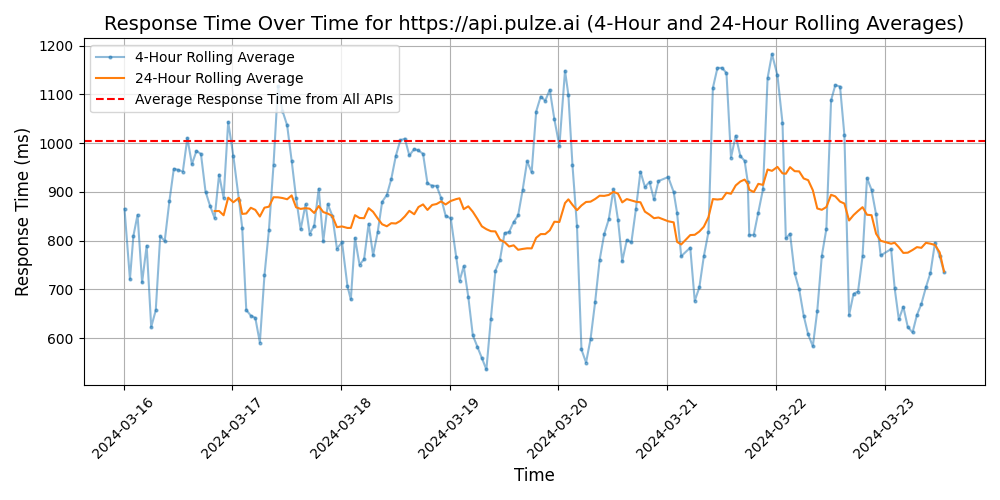 Response Time Over Time for https://api.pulze.ai (4-Hour and 24-Hour Rolling Averages)
4-Hour Rolling Average
24-Hour Rolling Average
Average Response Time from All APIs
Response Time (ms)
1200
1100
1000
900
800
700
600
2024-03-16
2024-03-17
2024-03-18
2024-03-19
2024-03-20
2024-03-21
2024-03-22
2024-03-23
Time